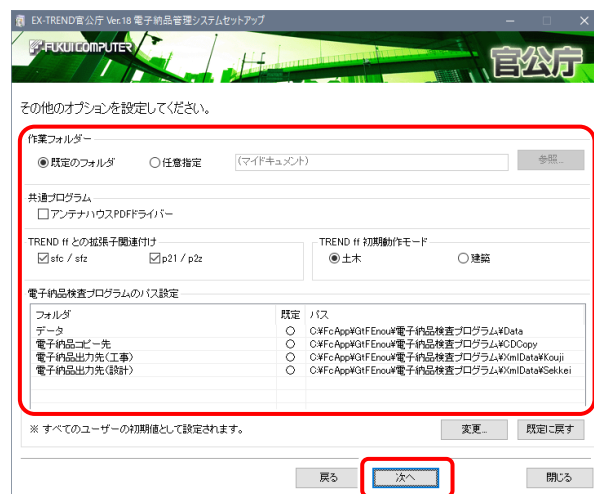 EX-TREND官公庁 Ver.18 電子納品管理システムセットアップ
FUKUI COMPUTER
官公庁
その他のオプションを設定してください。
作業フォルダー
既定のフォルダ 任意指定 (マイドキュメント) 参照...
共通プログラム
アンテナハウスPDFドライバー
TREND ff との拡張子関連付け TREND ff 初期動作モード
sfc / sfz p21 / p2z 土木 建築
電子納品検査プログラムのパス設定
フォルダ 既定 パス
データ ○ C:¥FcApp¥GtFEnou¥電子納品検査プログラム¥Data
電子納品コピー先 ○ C:¥FcApp¥GtFEnou¥電子納品検査プログラム¥CDCopy
電子納品出力先(工事) ○ C:¥FcApp¥GtFEnou¥電子納品検査プログラム¥XmlData¥Kouji
電子納品出力先(設計) ○ C:¥FcApp¥GtFEnou¥電子納品検査プログラム¥XmlData¥Sekkei
※ すべてのユーザーの初期値として設定されます。 変更... 既定に戻す
戻る 次へ 閉じる